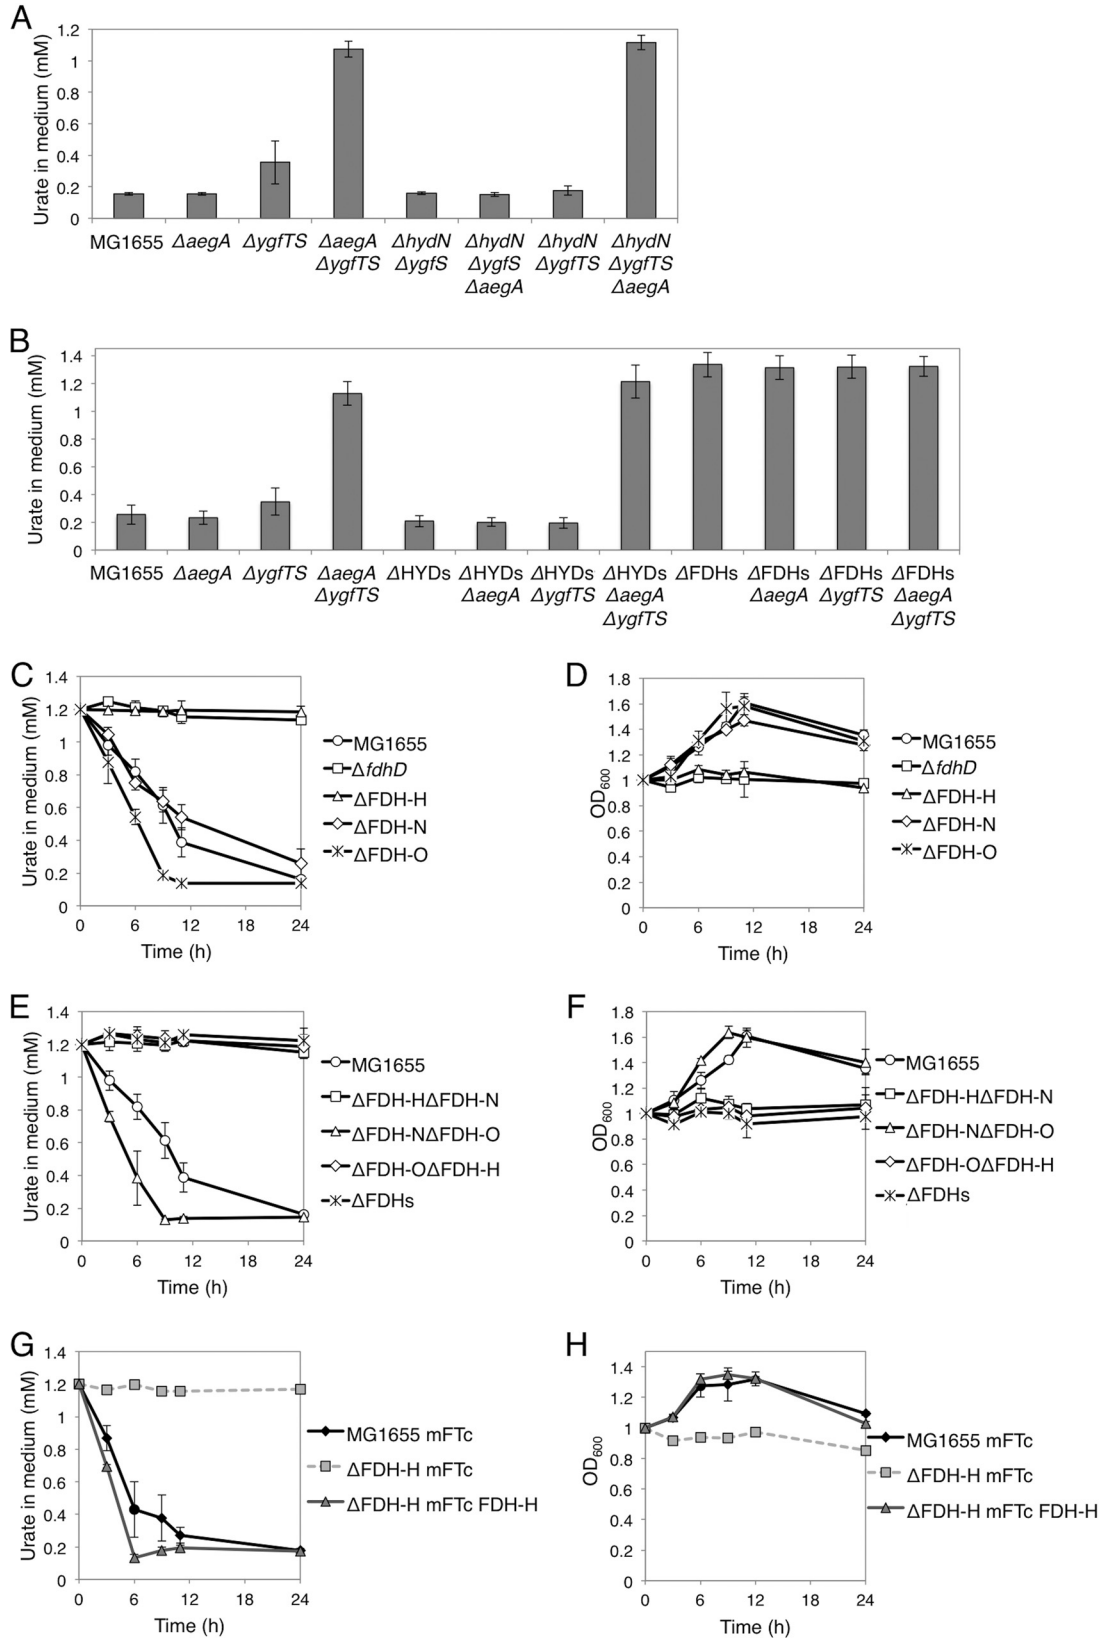 A
Urate in medium (mM)
1.2
1
0.8
0.6
0.4
0.2
0
MG1655 ΔaegA ΔygfTS ΔaegA ΔhydN ΔhydN ΔhydN ΔhydN
ΔygfTS ΔygfS ΔygfS ΔygfTS ΔygfTS
ΔaegA ΔaegA
B
Urate in medium (mM)
1.4
1.2
1
0.8
0.6
0.4
0.2
0
MG1655 ΔaegA ΔygfTS ΔaegA ΔHYDs ΔHYDs ΔHYDs ΔHYDs ΔFDHs ΔFDHs ΔFDHs ΔFDHs
ΔygfTS ΔaegA ΔygfTS ΔaegA ΔaegA ΔygfTS ΔaegA
ΔygfTS ΔygfTS
C
Urate in medium (mM)
1.4
1.2
1
0.8
0.6
0.4
0.2
0
0 6 12 18 24
Time (h)
MG1655
ΔfdhD
ΔFDH-H
ΔFDH-N
ΔFDH-O
D
OD600
1.8
1.6
1.4
1.2
1
0.8
0.6
0.4
0.2
0
0 6 12 18 24
Time (h)
MG1655
ΔfdhD
ΔFDH-H
ΔFDH-N
ΔFDH-O
E
Urate in medium (mM)
1.4
1.2
1
0.8
0.6
0.4
0.2
0
0 6 12 18 24
Time (h)
MG1655
ΔFDH-HΔFDH-N
ΔFDH-NΔFDH-O
ΔFDH-OΔFDH-H
ΔFDHs
F
OD600
1.8
1.6
1.4
1.2
1
0.8
0.6
0.4
0.2
0
0 6 12 18 24
Time (h)
MG1655
ΔFDH-HΔFDH-N
ΔFDH-NΔFDH-O
ΔFDH-OΔFDH-H
ΔFDHs
G
Urate in medium (mM)
1.4
1.2
1
0.8
0.6
0.4
0.2
0
0 6 12 18 24
Time (h)
MG1655 mFTc
ΔFDH-H mFTc
ΔFDH-H mFTc FDH-H
H
OD600
1.4
1.2
1
0.8
0.6
0.4
0.2
0
0 6 12 18 24
Time (h)
MG1655 mFTc
ΔFDH-H mFTc
ΔFDH-H mFTc FDH-H